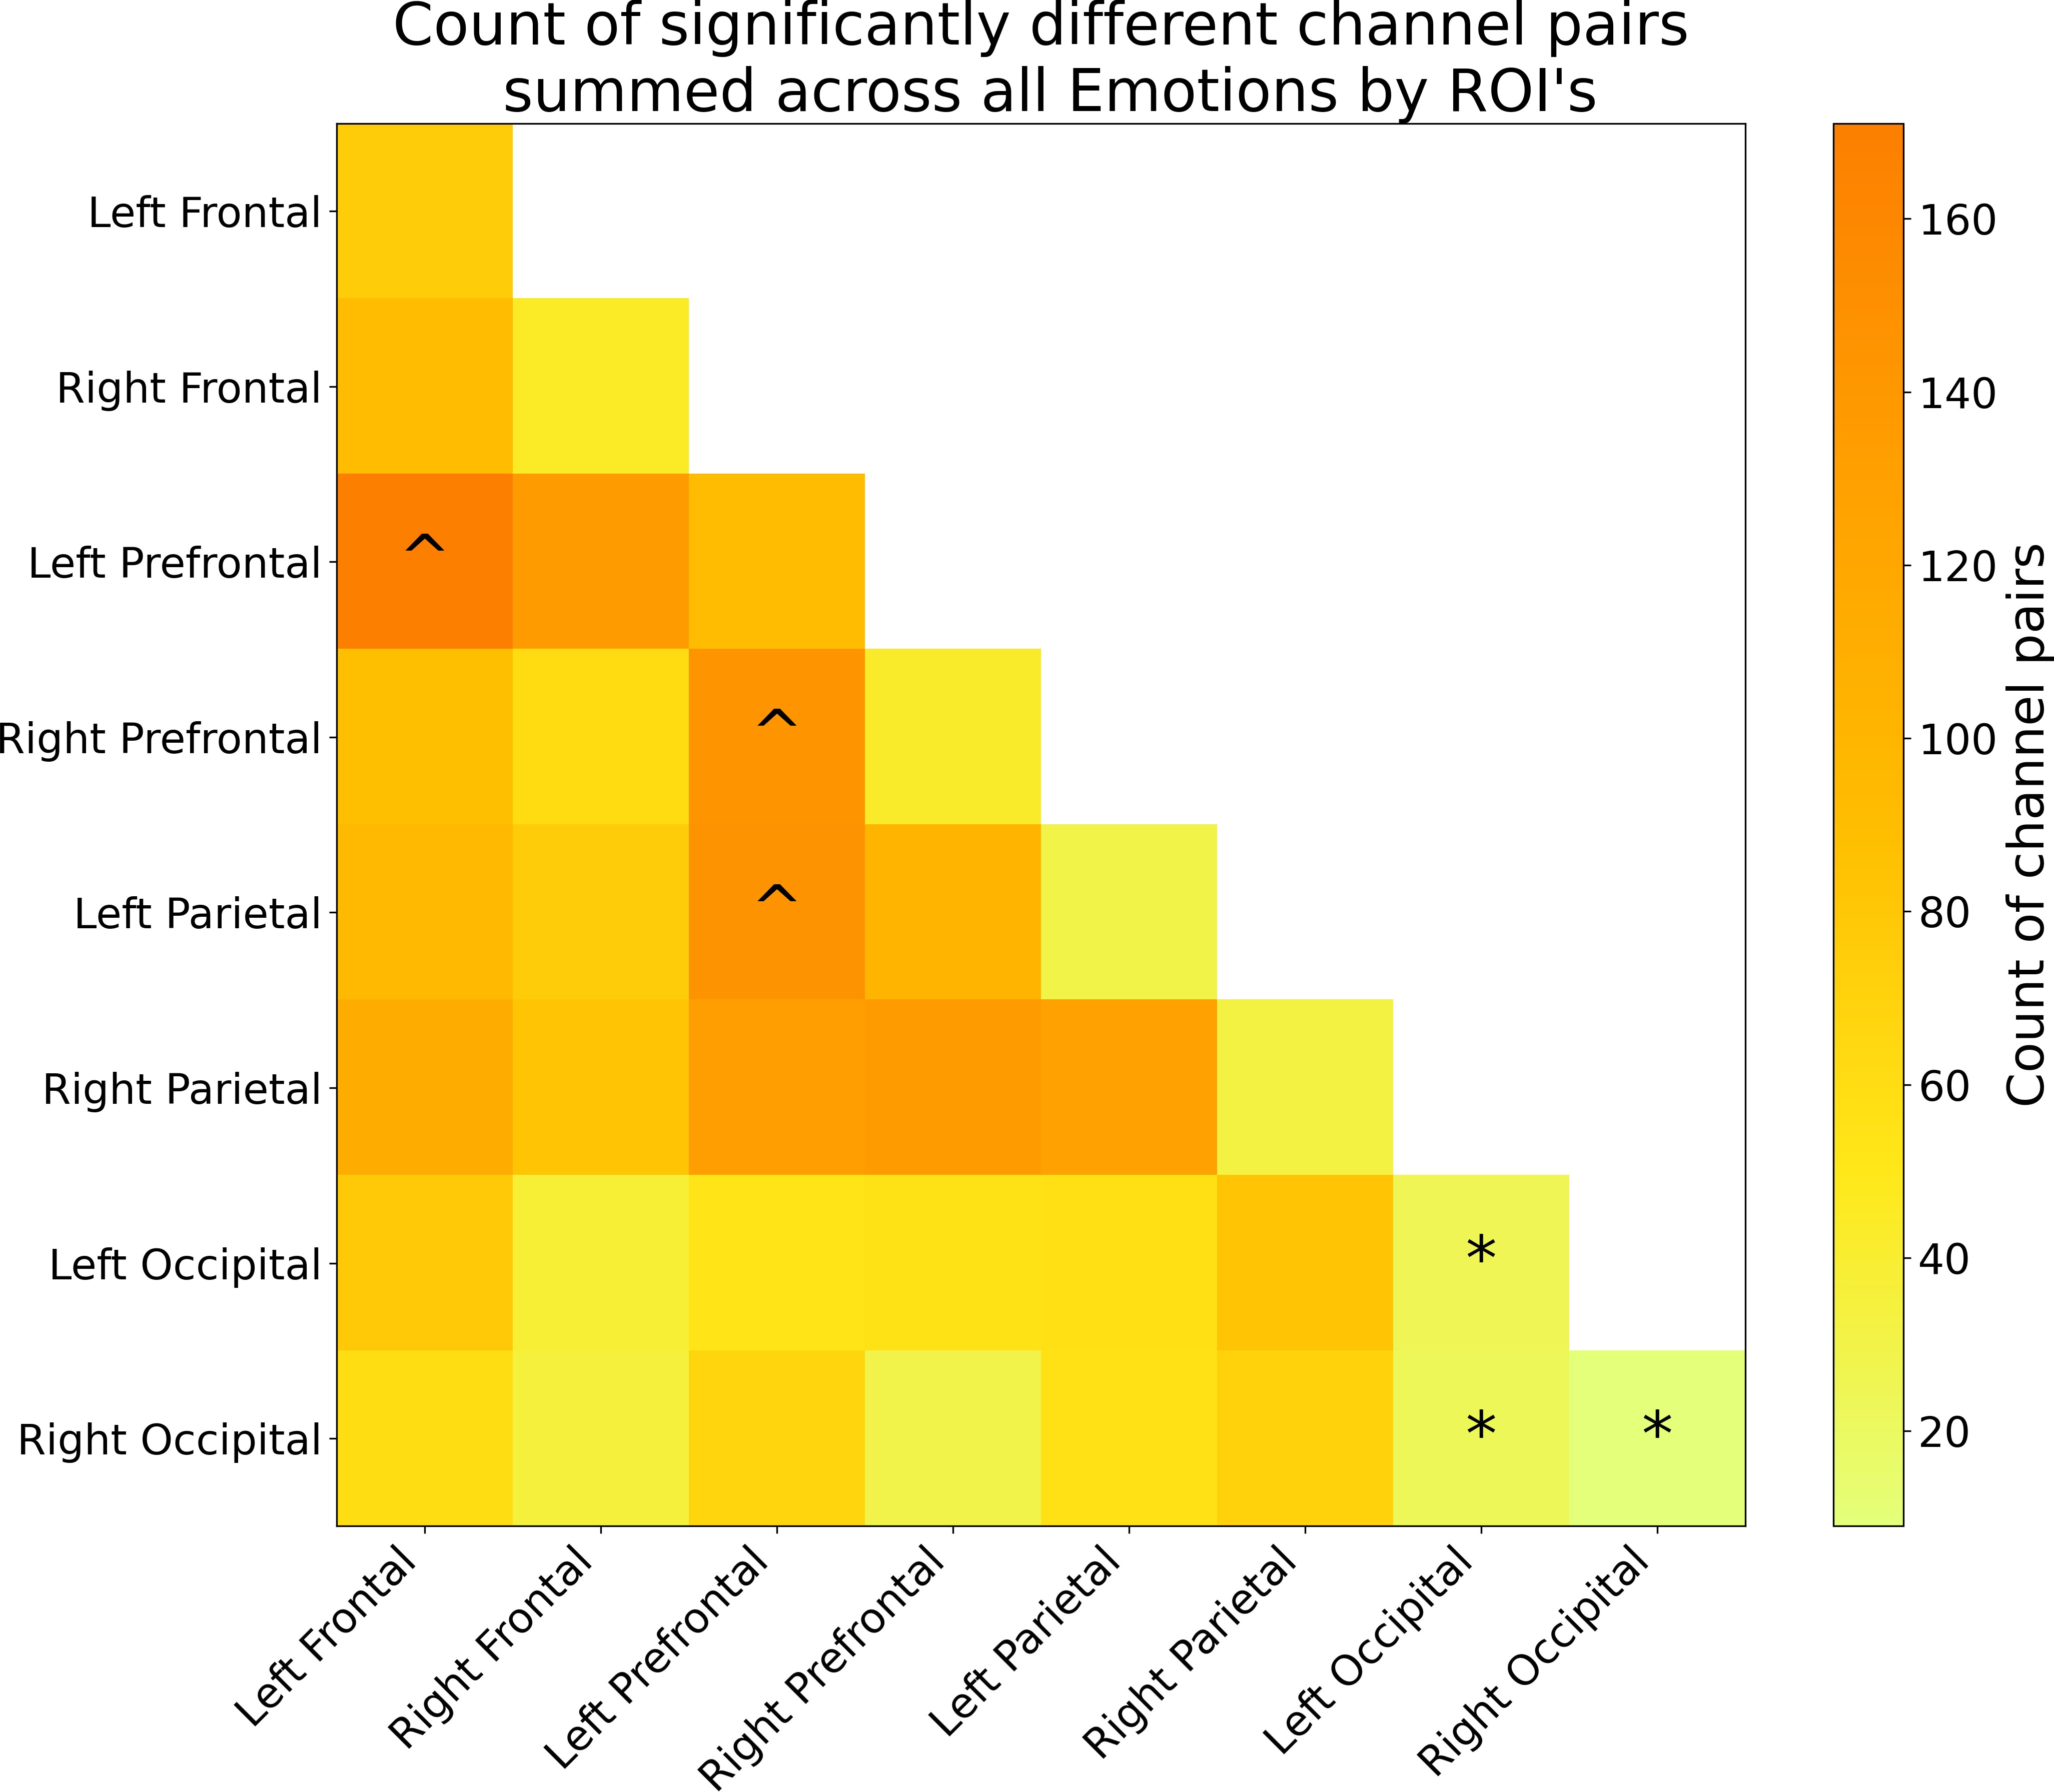 Count of significantly different channel pairs
summed across all Emotions by ROI's
Left Frontal
Right Frontal
Left Prefrontal
^
Right Prefrontal
^
Left Parietal
^
Right Parietal
Left Occipital
*
Right Occipital
* *
Left Frontal
Right Frontal
Left Prefrontal
Right Prefrontal
Left Parietal
Right Parietal
Left Occipital
Right Occipital
160
140
120
100
80
60
40
20
Count of channel pairs